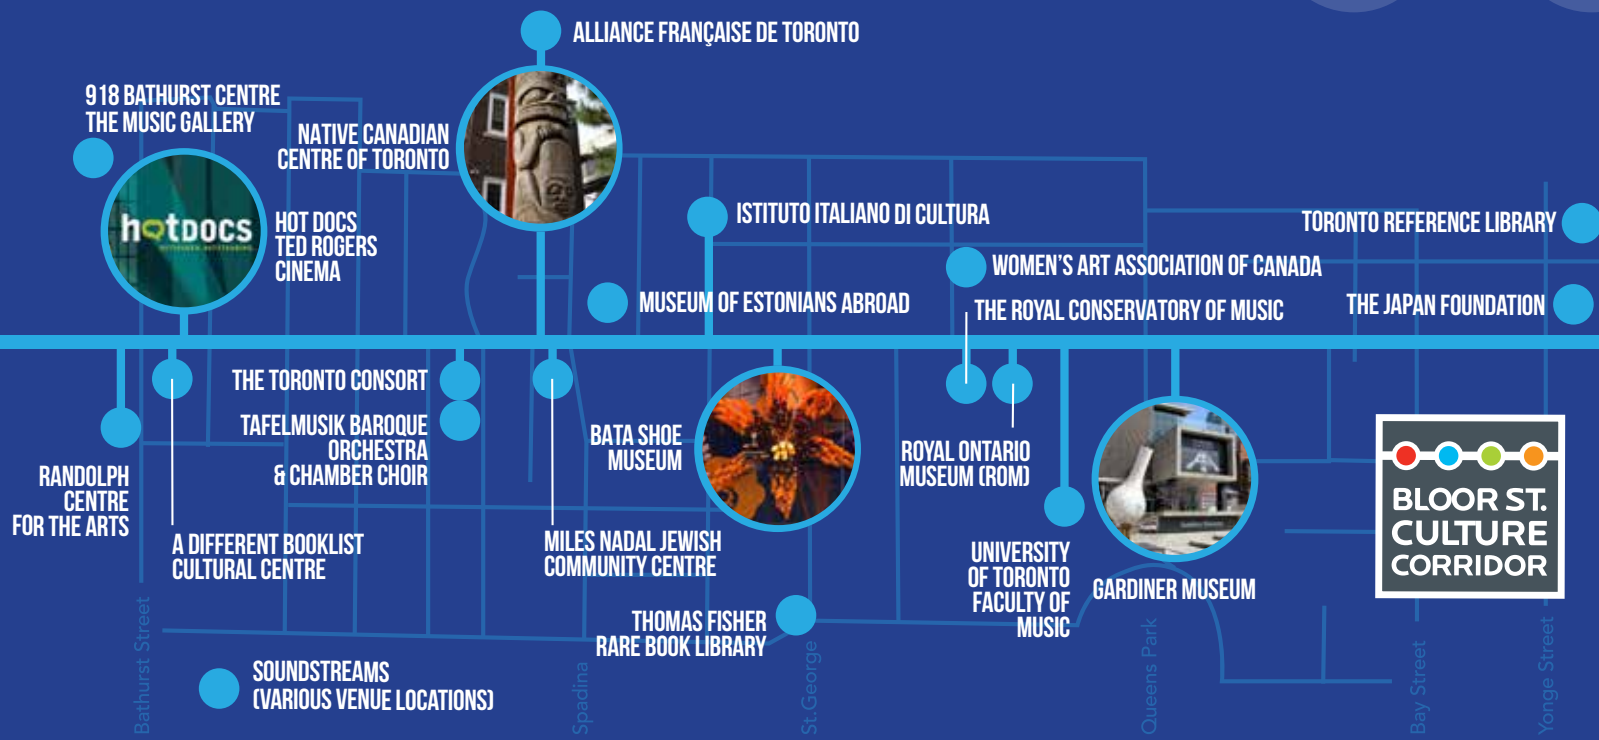 ALLIANCE FRANÇAISE DE TORONTO
918 BATHURST CENTRE
THE MUSIC GALLERY
NATIVE CANADIAN
CENTRE OF TORONTO
hotDOCS
HOT DOCS
TED ROGERS
CINEMA
ISTITUTO ITALIANO DI CULTURA
TORONTO REFERENCE LIBRARY
WOMEN'S ART ASSOCIATION OF CANADA
MUSEUM OF ESTONIANS ABROAD
THE ROYAL CONSERVATORY OF MUSIC
THE JAPAN FOUNDATION
THE TORONTO CONSORT
TAFELMUSIK BAROQUE
ORCHESTRA
& CHAMBER CHOIR
BATA SHOE
MUSEUM
ROYAL ONTARIO
MUSEUM (ROM)
RANDOLPH
CENTRE
FOR THE ARTS
A DIFFERENT BOOKLIST
CULTURAL CENTRE
MILES NADAL JEWISH
COMMUNITY CENTRE
UNIVERSITY
OF TORONTO
FACULTY OF
MUSIC
GARDINER MUSEUM
BLOOR ST.
CULTURE
CORRIDOR
THOMAS FISHER
RARE BOOK LIBRARY
SOUNDSTREAMS
(VARIOUS VENUE LOCATIONS)
Bathurst Street
Spadina
St.George
Queens Park
Bay Street
Yonge Street